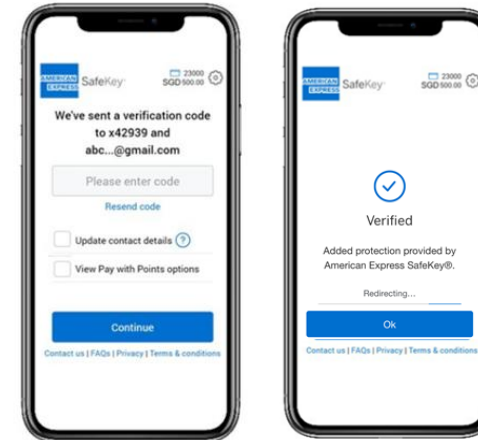 AMERICAN
EXPRESS
SafeKey
23000
SGD 500.00
We've sent a verification code
to x42939 and
abc...@gmail.com
Please enter code
Resend code
Update contact details ?
View Pay with Points options
Continue
Contact us | FAQs | Privacy | Terms & conditions
AMERICAN
EXPRESS
SafeKey
23000
SGD 500.00
Verified
Added protection provided by
American Express SafeKey®.
Redirecting...
Ok
Contact us | FAQs | Privacy | Terms & conditions